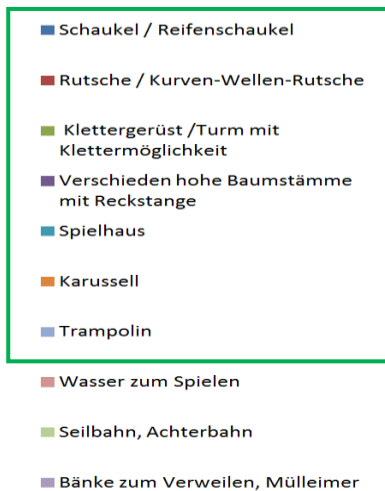 Schaukel / Reifenschaukel
Rutsche / Kurven-Wellen-Rutsche
Klettergerüst /Turm mit
Klettermöglichkeit
Verschieden hohe Baumstämme
mit Reckstange
Spielhaus
Karussell
Trampolin
Wasser zum Spielen
Seilbahn, Achterbahn
Bänke zum Verweilen, Mülleimer